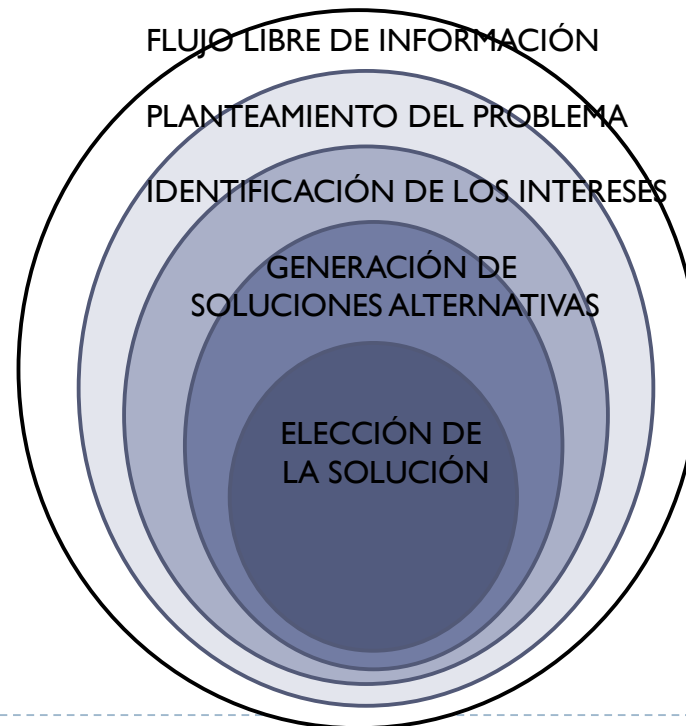 FLUJO LIBRE DE INFORMACIÓN
PLANTEAMIENTO DEL PROBLEMA
IDENTIFICACIÓN DE LOS INTERESES
GENERACIÓN DE
SOLUCIONES ALTERNATIVAS
ELECCIÓN DE
LA SOLUCIÓN